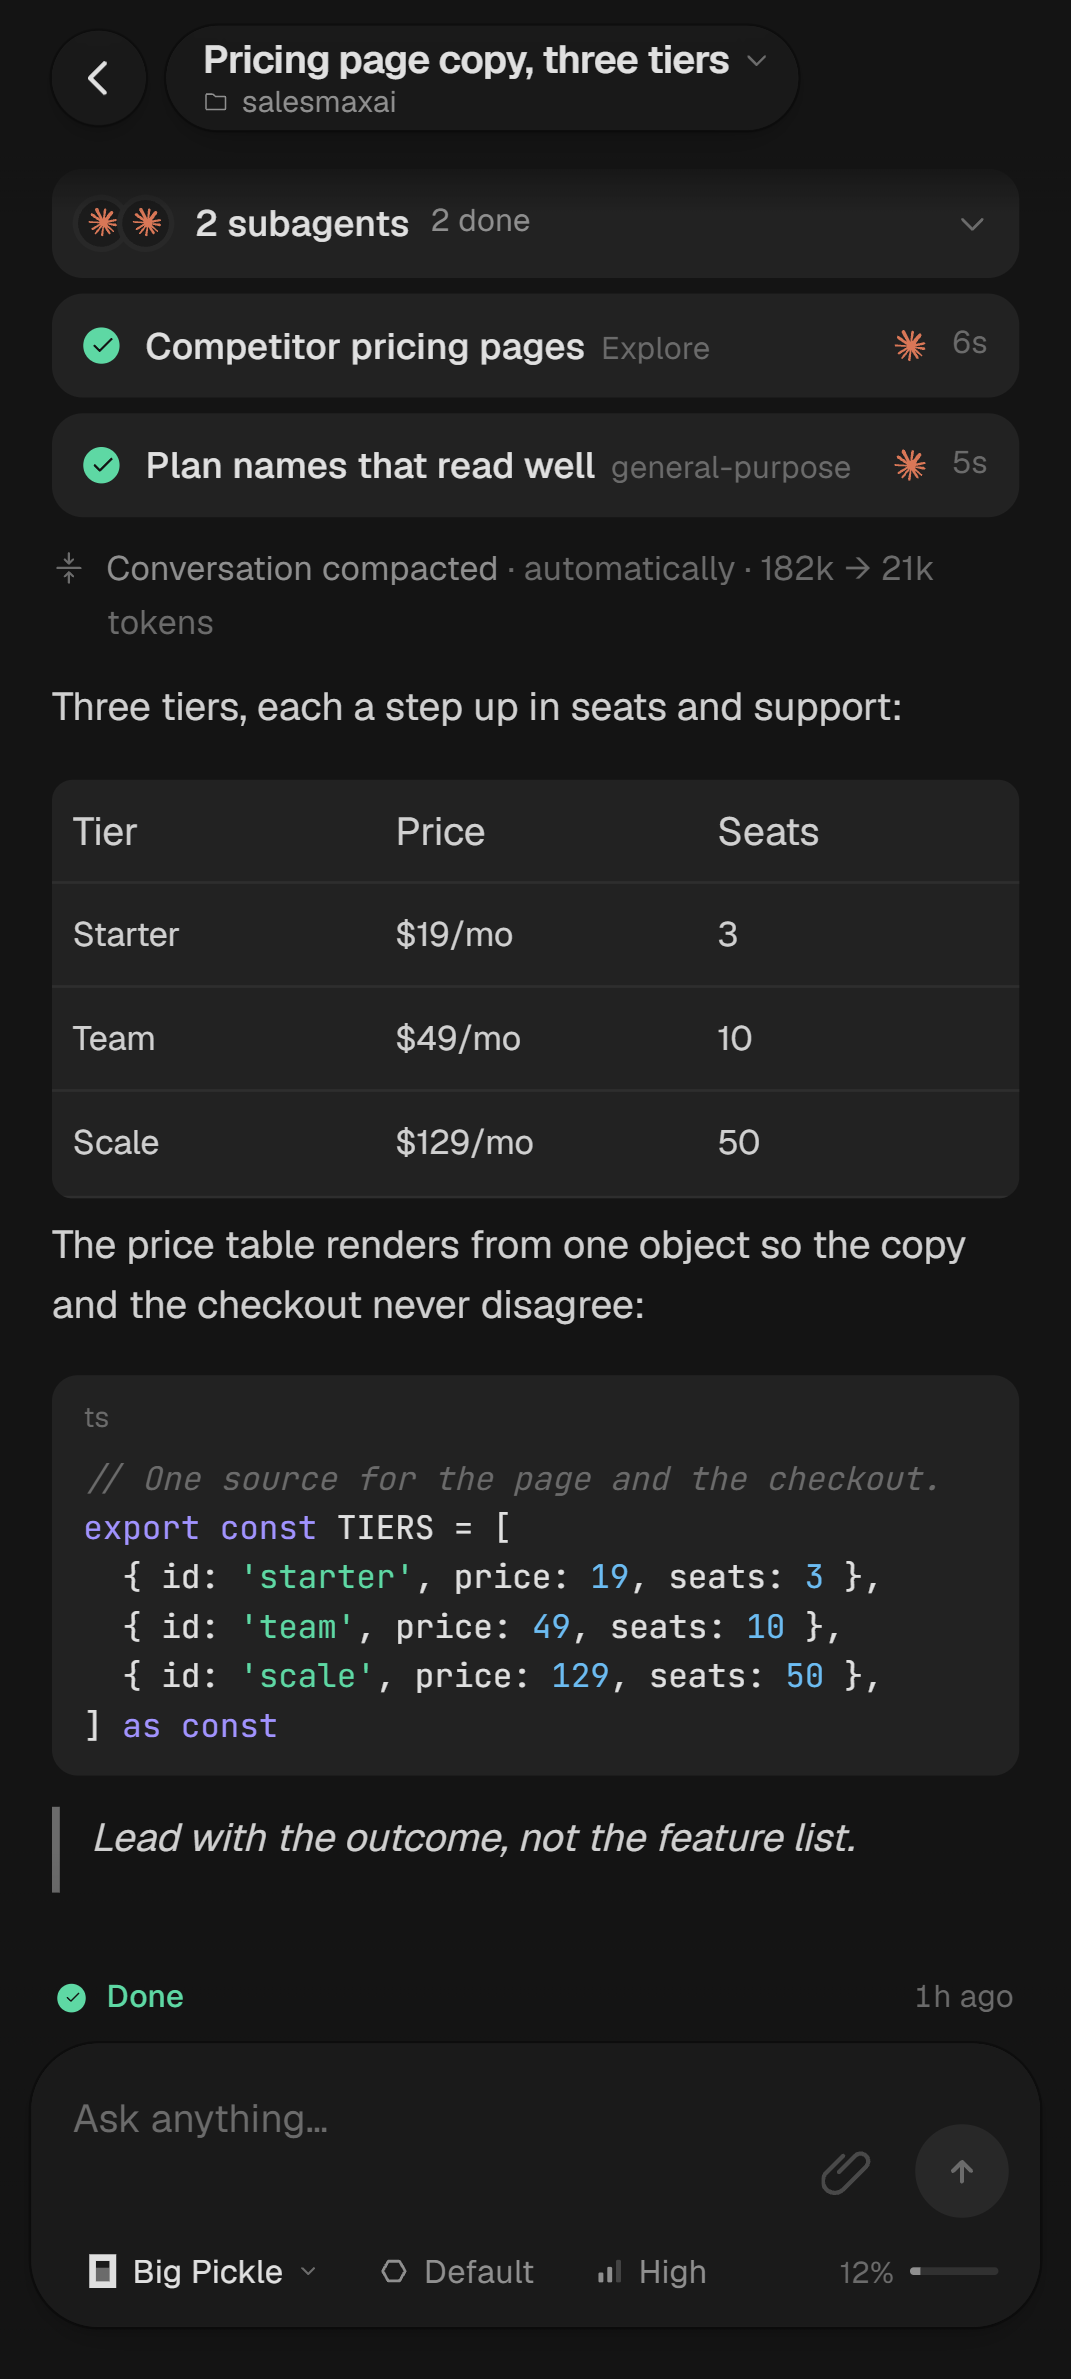 Pricing page copy, three tiers
salesmaxai
2 subagents 2 done
Competitor pricing pages Explore 6s
Plan names that read well general-purpose 5s
Conversation compacted · automatically · 182k → 21k
tokens
Three tiers, each a step up in seats and support:
Tier Price Seats
Starter $19/mo 3
Team $49/mo 10
Scale $129/mo 50
The price table renders from one object so the copy
and the checkout never disagree:
ts
// One source for the page and the checkout.
export const TIERS = [
  { id: 'starter', price: 19, seats: 3 },
  { id: 'team', price: 49, seats: 10 },
  { id: 'scale', price: 129, seats: 50 },
] as const
Lead with the outcome, not the feature list.
Done 1h ago
Ask anything...
Big Pickle Default High 12%